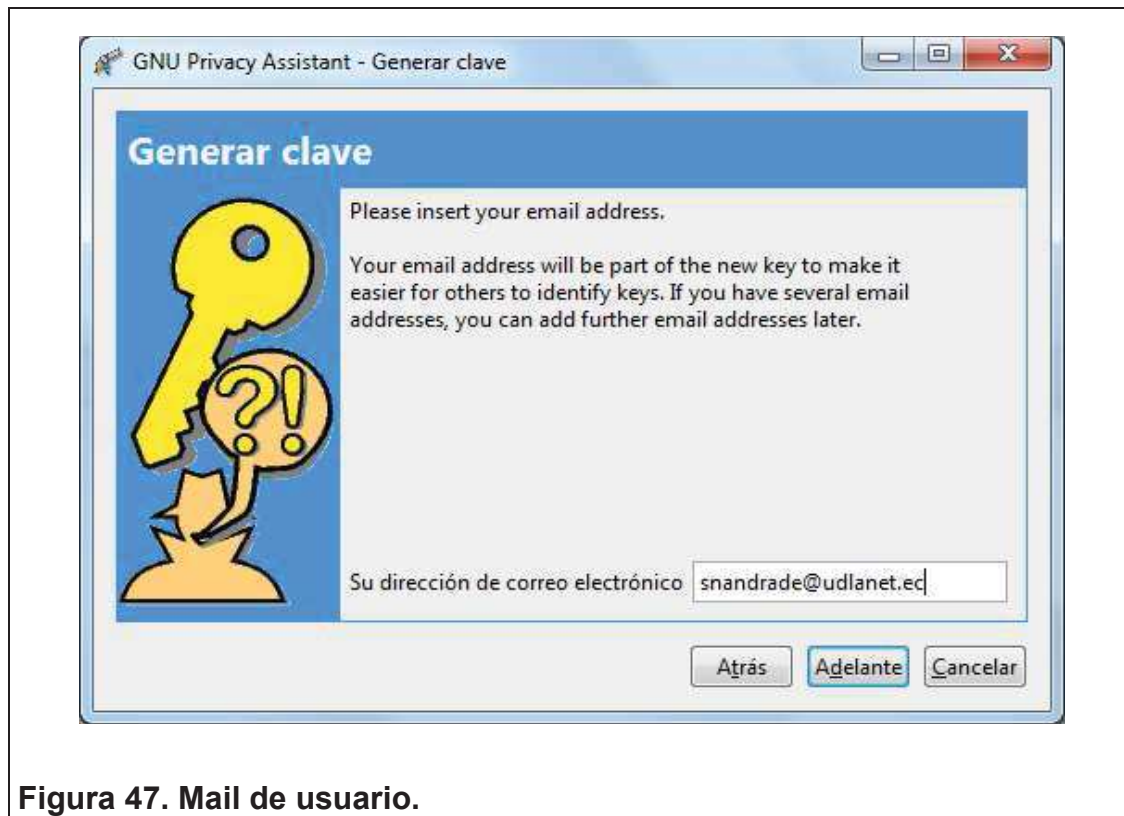 GNU Privacy Assistant - Generar clave
Generar clave
Please insert your email address.
Your email address will be part of the new key to make it
easier for others to identify keys. If you have several email
addresses, you can add further email addresses later.
?!
Su dirección de correo electrónico snandrade@udlanet.ec
Atrás Adelante Cancelar
Figura 47. Mail de usuario.